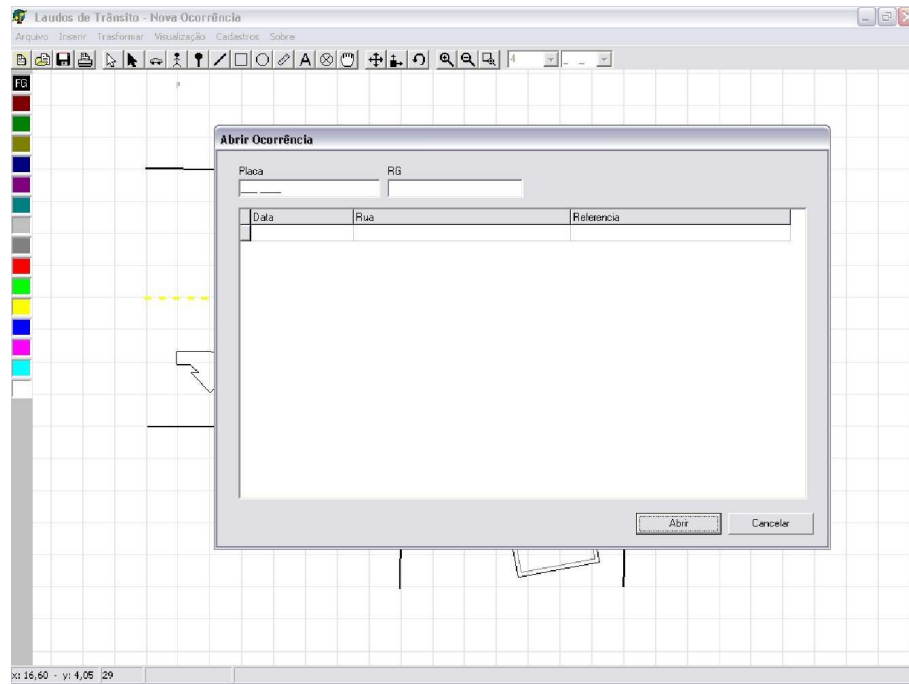 Laudos de Trânsito - Nova Ocorrência
Arquivo Inserir Trasformar Visualização Cadastros Sobre
A 4
FG
Abrir Ocorrência
Placa RG
Data Rua Referencia
Abrir Cancelar
x: 16,60 - y: 4,05 29